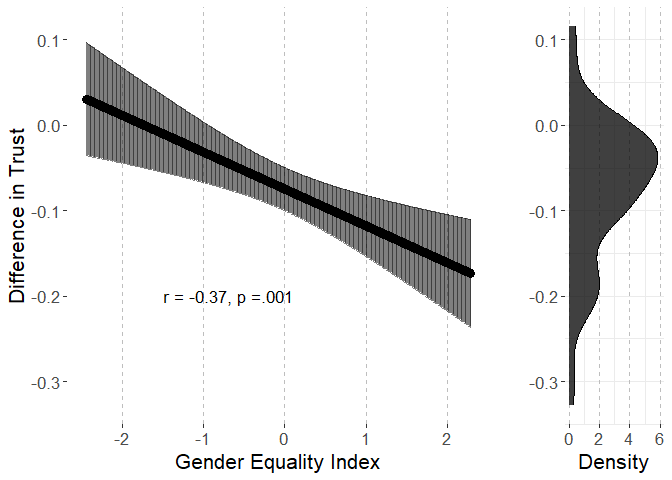 Difference in Trust
0.1
0.0
-0.1
-0.2
-0.3
r = -0.37, p =.001
-2 -1 0 1 2
Gender Equality Index
0.1
0.0
-0.1
-0.2
-0.3
0 2 4 6
Density